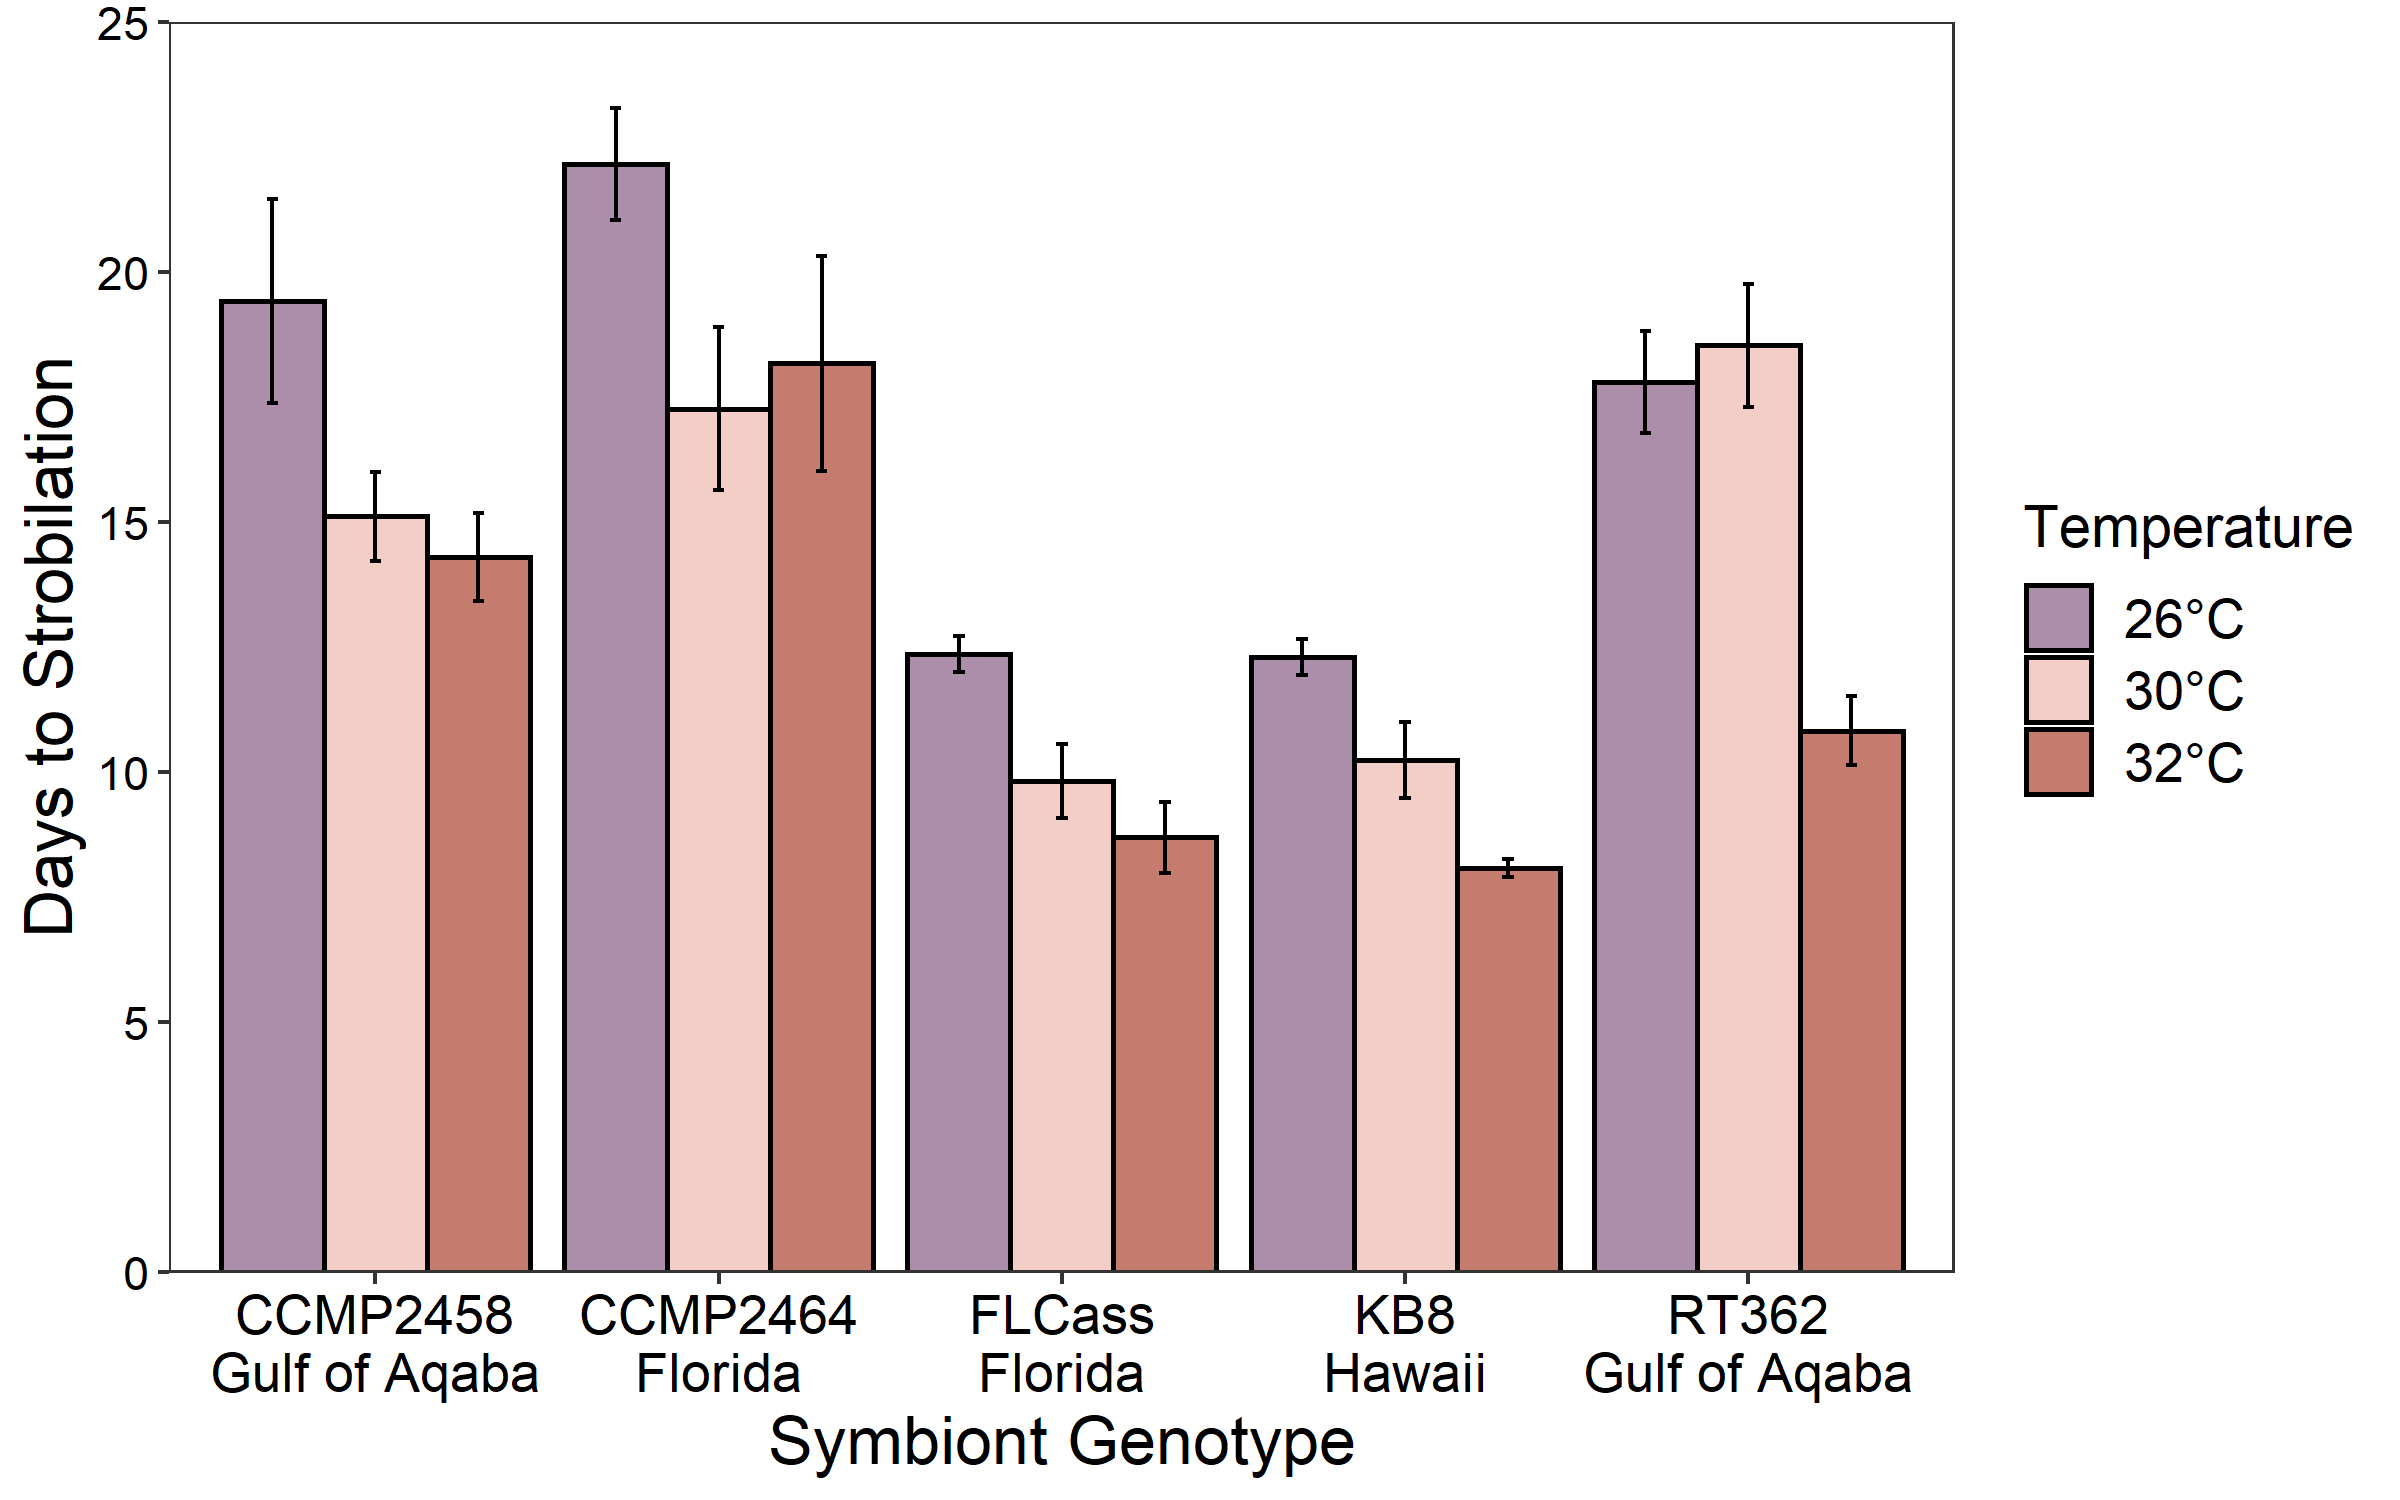 Days to Strobilation
25
20
15
10
5
0
CCMP2458
Gulf of Aqaba
CCMP2464
Florida
FLCass
Florida
KB8
Hawaii
RT362
Gulf of Aqaba
Symbiont Genotype
Temperature
26°C
30°C
32°C